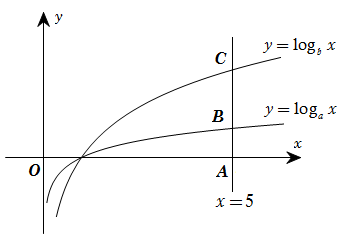 y
y = log_b x
C
y = log_a x
B
x
O
A
x = 5